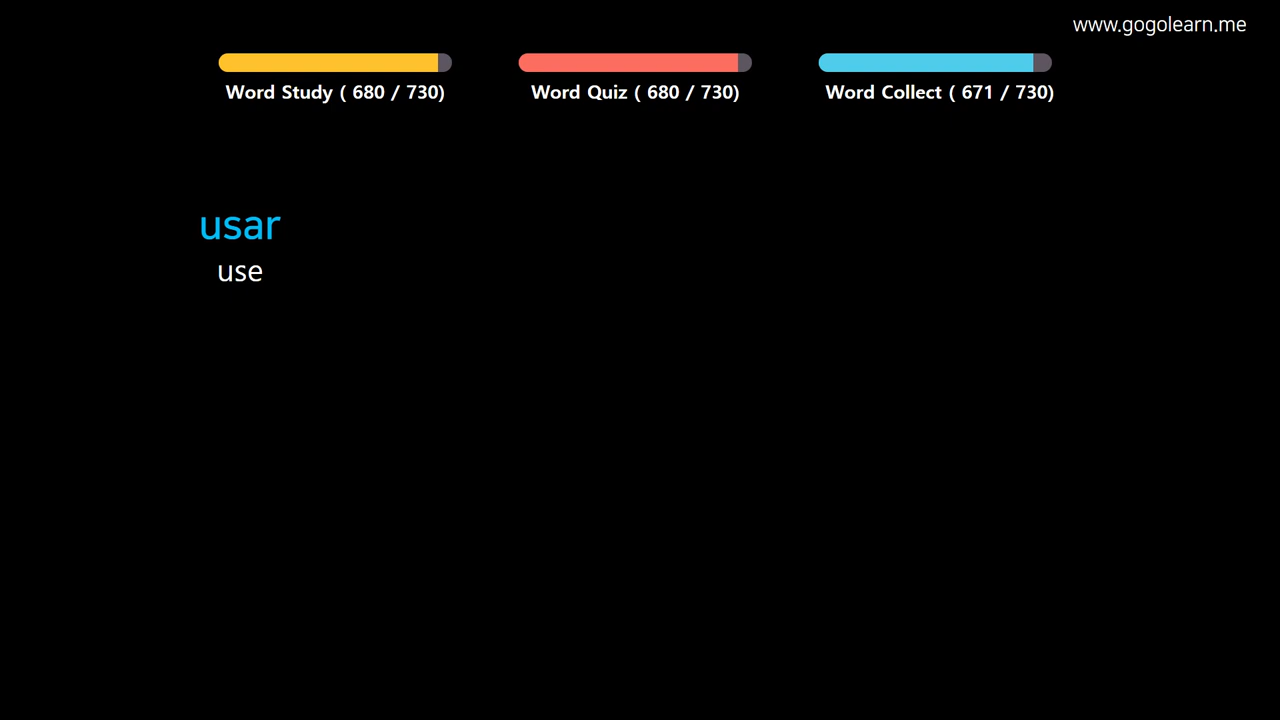 www.gogolearn.me
Word Study ( 680 / 730)
Word Quiz ( 680 / 730)
Word Collect ( 671 / 730)
usar
use